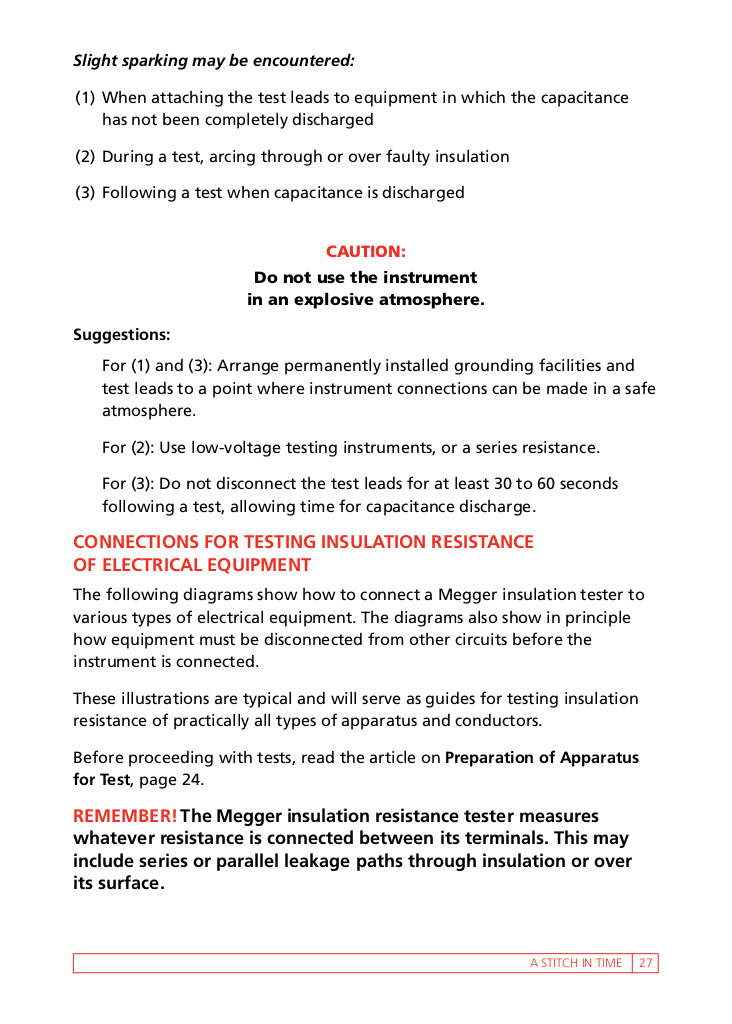 Slight sparking may be encountered:
(1) When attaching the test leads to equipment in which the capacitance
has not been completely discharged
(2) During a test, arcing through or over faulty insulation
(3) Following a test when capacitance is discharged
CAUTION:
Do not use the instrument
in an explosive atmosphere.
Suggestions:
For (1) and (3): Arrange permanently installed grounding facilities and
test leads to a point where instrument connections can be made in a safe
atmosphere.
For (2): Use low-voltage testing instruments, or a series resistance.
For (3): Do not disconnect the test leads for at least 30 to 60 seconds
following a test, allowing time for capacitance discharge.
CONNECTIONS FOR TESTING INSULATION RESISTANCE
OF ELECTRICAL EQUIPMENT
The following diagrams show how to connect a Megger insulation tester to
various types of electrical equipment. The diagrams also show in principle
how equipment must be disconnected from other circuits before the
instrument is connected.
These illustrations are typical and will serve as guides for testing insulation
resistance of practically all types of apparatus and conductors.
Before proceeding with tests, read the article on Preparation of Apparatus
for Test, page 24.
REMEMBER! The Megger insulation resistance tester measures
whatever resistance is connected between its terminals. This may
include series or parallel leakage paths through insulation or over
its surface.
A STITCH IN TIME 27